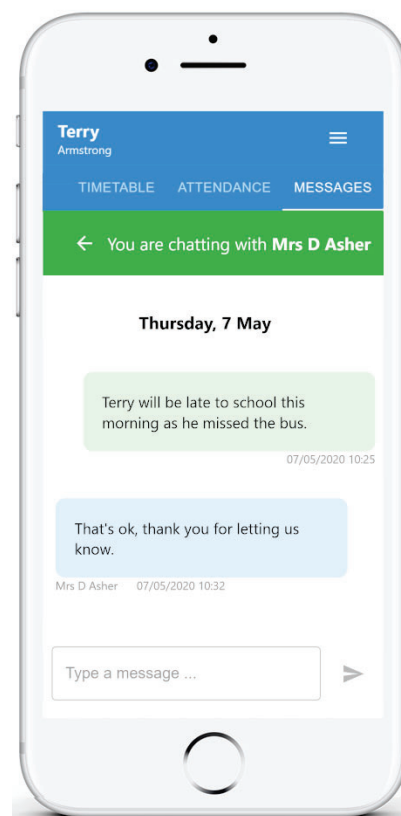 Terry
Armstrong
TIMETABLE ATTENDANCE MESSAGES
You are chatting with Mrs D Asher
Thursday, 7 May
Terry will be late to school this
morning as he missed the bus.
07/05/2020 10:25
That's ok, thank you for letting us
know.
Mrs D Asher 07/05/2020 10:32
Type a message ...